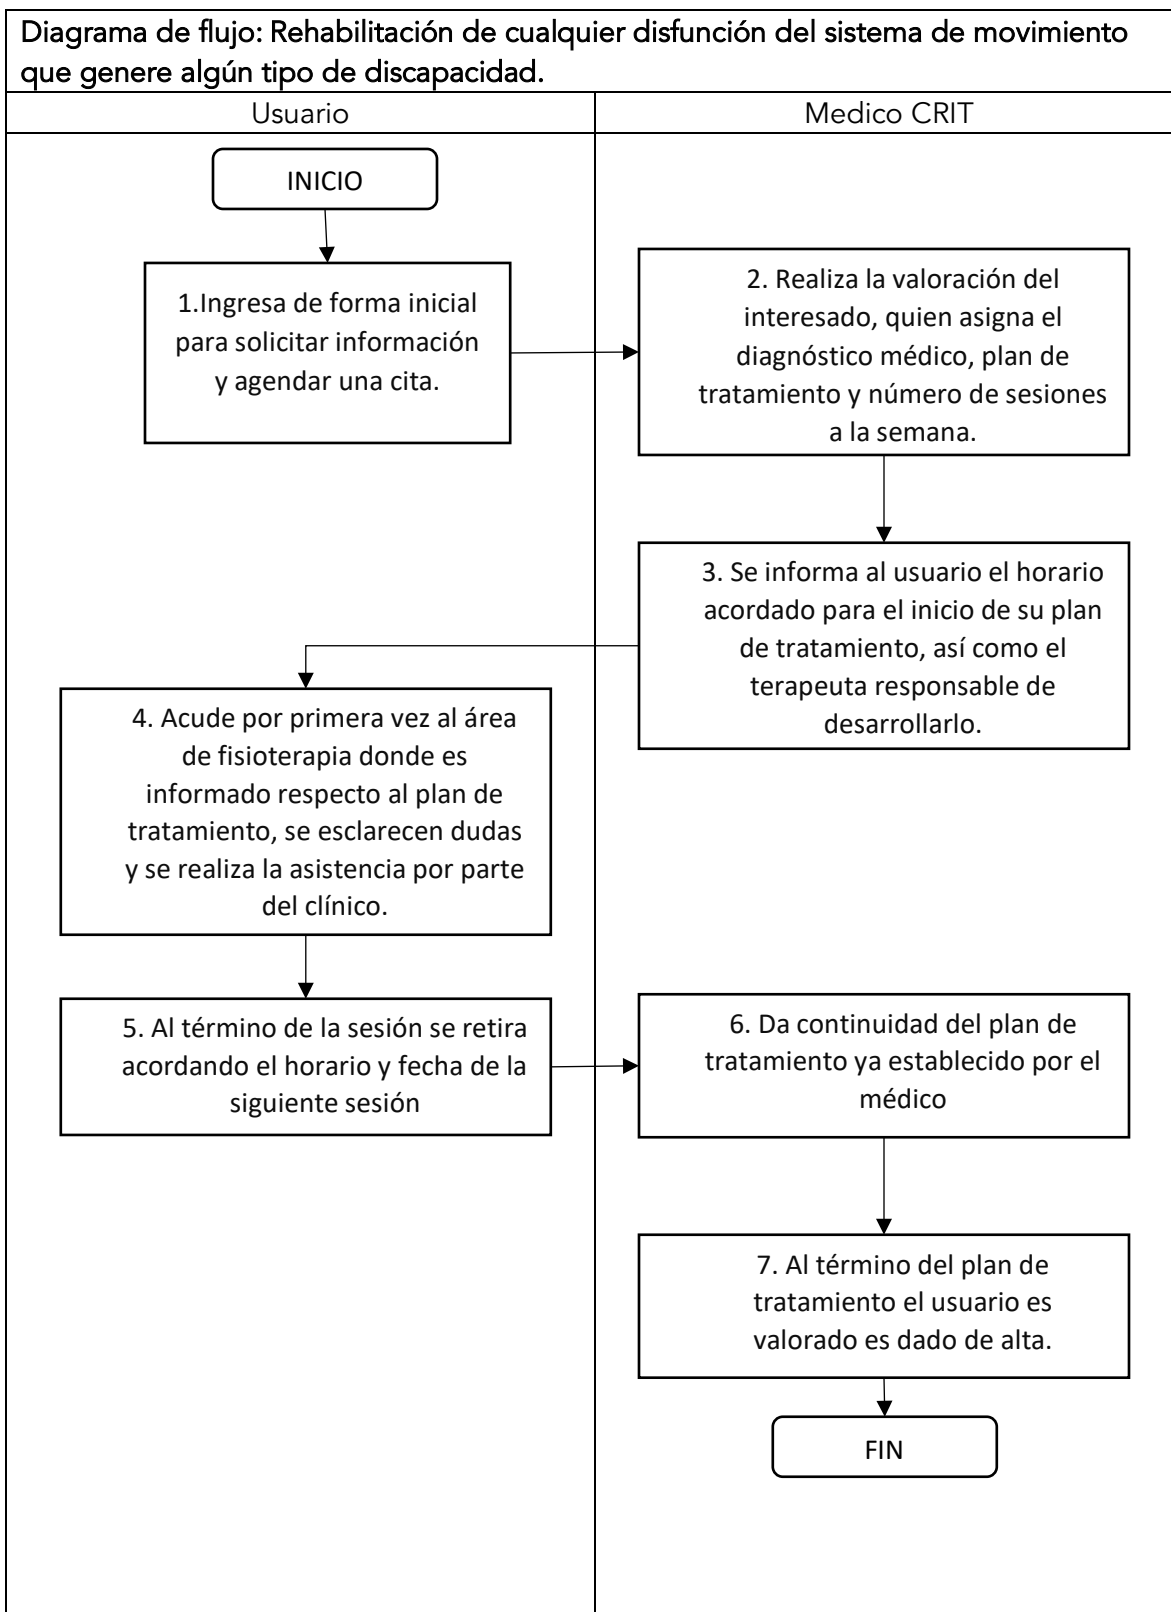 Diagrama de flujo: Rehabilitación de cualquier disfunción del sistema de movimiento
que genere algún tipo de discapacidad.
Usuario
Medico CRIT
INICIO
1.Ingresa de forma inicial
para solicitar información
y agendar una cita.
2. Realiza la valoración del
interesado, quien asigna el
diagnóstico médico, plan de
tratamiento y número de sesiones
a la semana.
3. Se informa al usuario el horario
acordado para el inicio de su plan
de tratamiento, así como el
terapeuta responsable de
desarrollarlo.
4. Acude por primera vez al área
de fisioterapia donde es
informado respecto al plan de
tratamiento, se esclarecen dudas
y se realiza la asistencia por parte
del clínico.
5. Al término de la sesión se retira
acordando el horario y fecha de la
siguiente sesión
6. Da continuidad del plan de
tratamiento ya establecido por el
médico
7. Al término del plan de
tratamiento el usuario es
valorado es dado de alta.
FIN